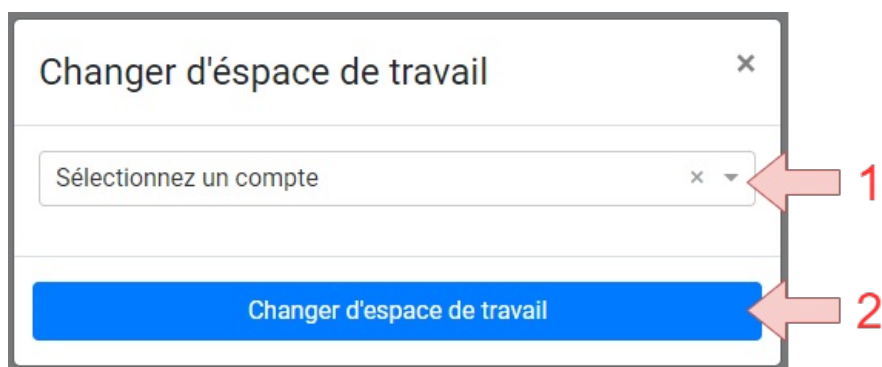 Changer d'éspace de travail ×
Sélectionnez un compte ×
1
Changer d'espace de travail
2